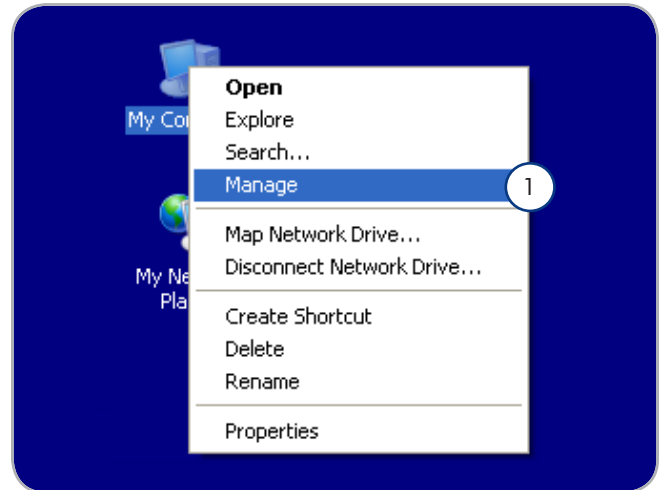 My Co
Open
Explore
Search...
Manage
1
Map Network Drive...
Disconnect Network Drive...
My Ne
Pla
Create Shortcut
Delete
Rename
Properties